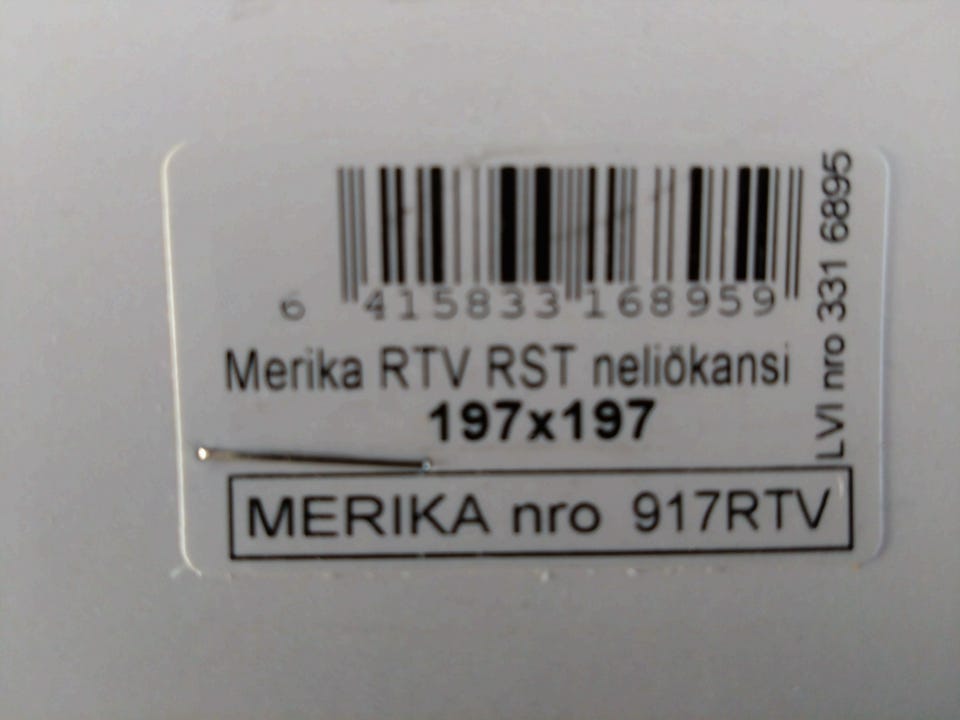 6 415833 168959
Merika RTV RST neliökansi
197x197
MERIKA nro 917RTV
LVI nro 331 6895